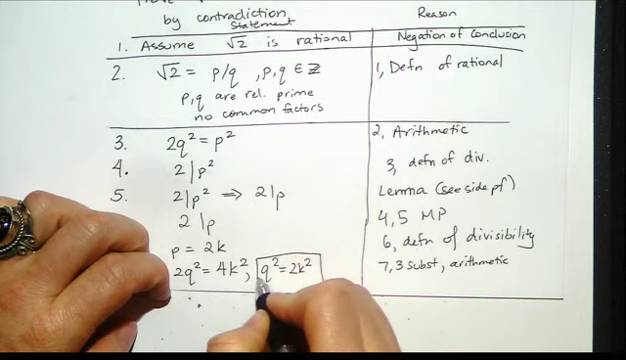 by contradiction
Statement Reason
1. Assume √2 is rational Negation of Conclusion
2. √2 = p/q , p,q ∈ ℤ 1, Defn of rational
p,q are rel. prime
no common factors
3. 2q² = p² 2, Arithmetic
4. 2|p² 3, defn of div.
5. 2|p² ⇒ 2|p Lemma (see side pf)
2|p 4,5 MP
p = 2k 6, defn of divisibility
2q² = 4k², q² = 2k² 7,3 subst, arithmetic